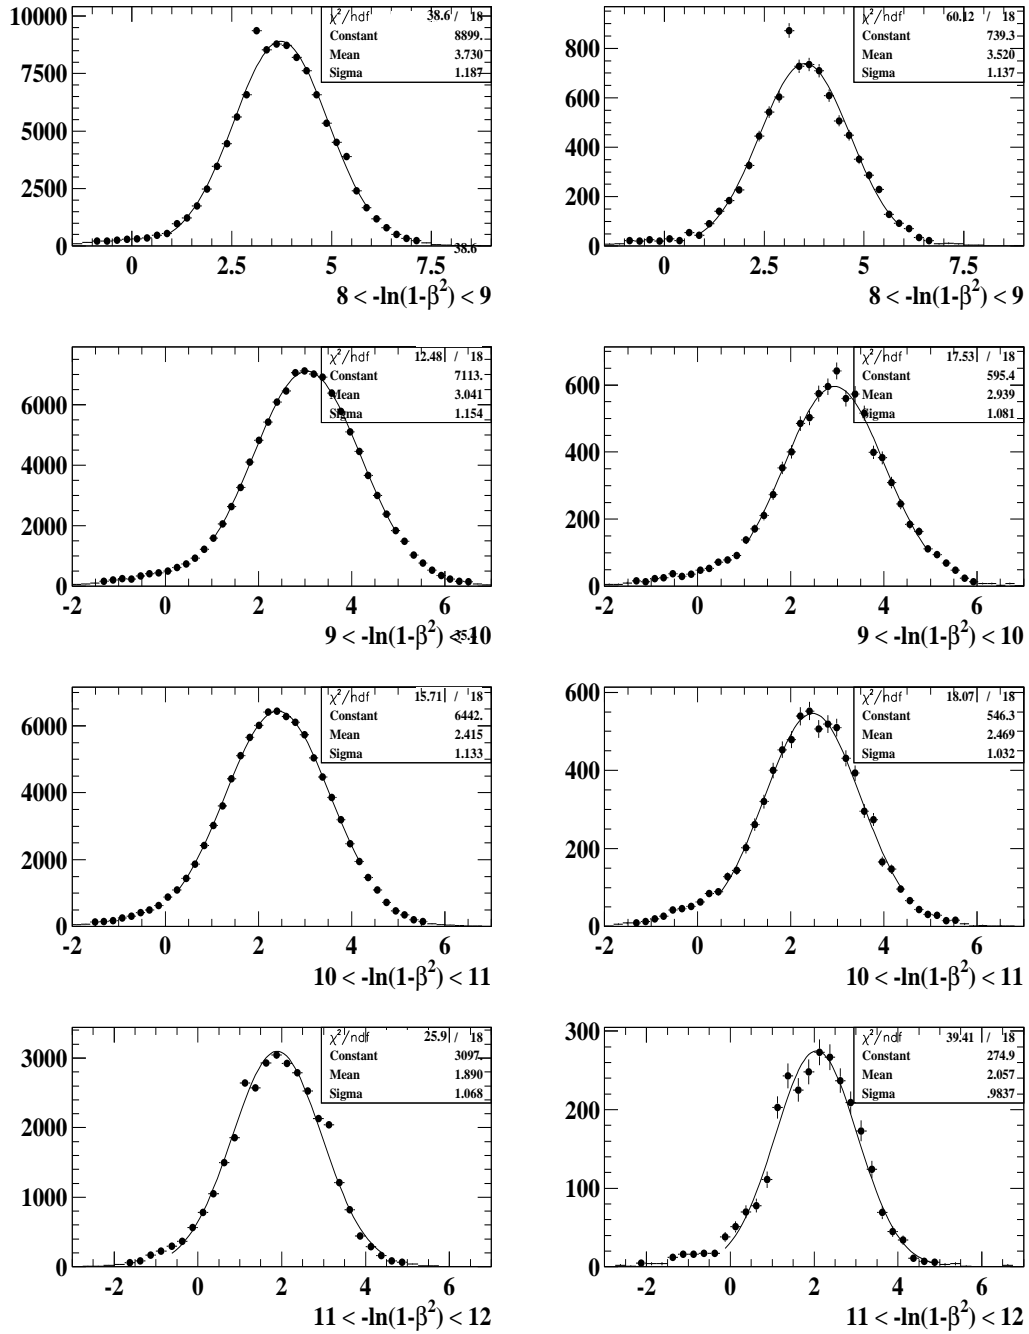 10000
7500
5000
2500
0
χ²/ndf 38.6 / 18
Constant 8899.
Mean 3.730
Sigma 1.187
38.6
0 2.5 5 7.5
8 < -ln(1-β²) < 9
800
600
400
200
0
χ²/ndf 60.12 / 18
Constant 739.3
Mean 3.520
Sigma 1.137
0 2.5 5 7.5
8 < -ln(1-β²) < 9
6000
4000
2000
0
χ²/ndf 12.48 / 18
Constant 7113.
Mean 3.041
Sigma 1.154
-2 0 2 4 6
9 < -ln(1-β²) < 10
600
400
200
0
χ²/ndf 17.53 / 18
Constant 595.4
Mean 2.939
Sigma 1.081
-2 0 2 4 6
9 < -ln(1-β²) < 10
6000
4000
2000
0
χ²/ndf 15.71 / 18
Constant 6442.
Mean 2.415
Sigma 1.133
-2 0 2 4 6
10 < -ln(1-β²) < 11
600
400
200
0
χ²/ndf 18.07 / 18
Constant 546.3
Mean 2.469
Sigma 1.032
-2 0 2 4 6
10 < -ln(1-β²) < 11
3000
2000
1000
0
χ²/ndf 25.9 / 18
Constant 3097.
Mean 1.890
Sigma 1.068
-2 0 2 4 6
11 < -ln(1-β²) < 12
300
200
100
0
χ²/ndf 39.41 / 18
Constant 274.9
Mean 2.057
Sigma .9837
-2 0 2 4 6
11 < -ln(1-β²) < 12